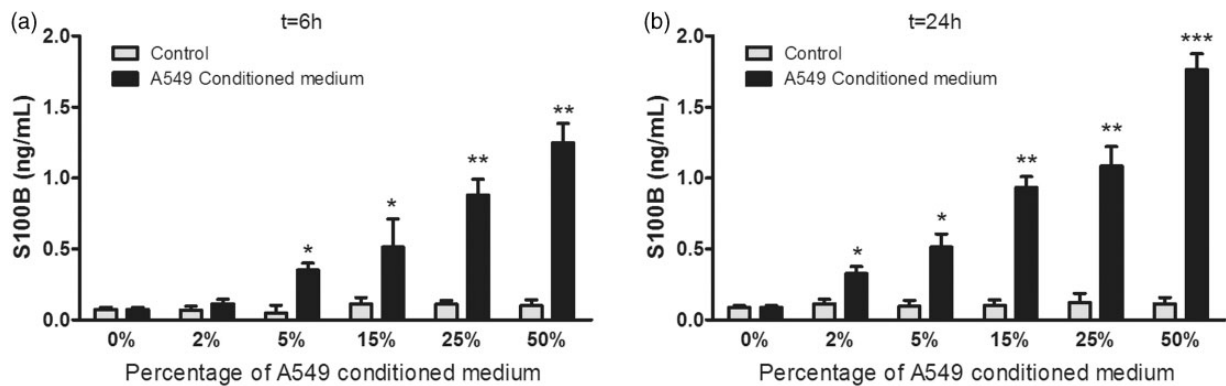 (a)
t=6h
Control
A549 Conditioned medium
S100B (ng/mL)
2.0
1.5
1.0
0.5
0.0
*
*
**
**
0% 2% 5% 15% 25% 50%
Percentage of A549 conditioned medium
(b)
t=24h
Control
A549 Conditioned medium
S100B (ng/mL)
2.0
1.5
1.0
0.5
0.0
*
*
**
**
***
0% 2% 5% 15% 25% 50%
Percentage of A549 conditioned medium